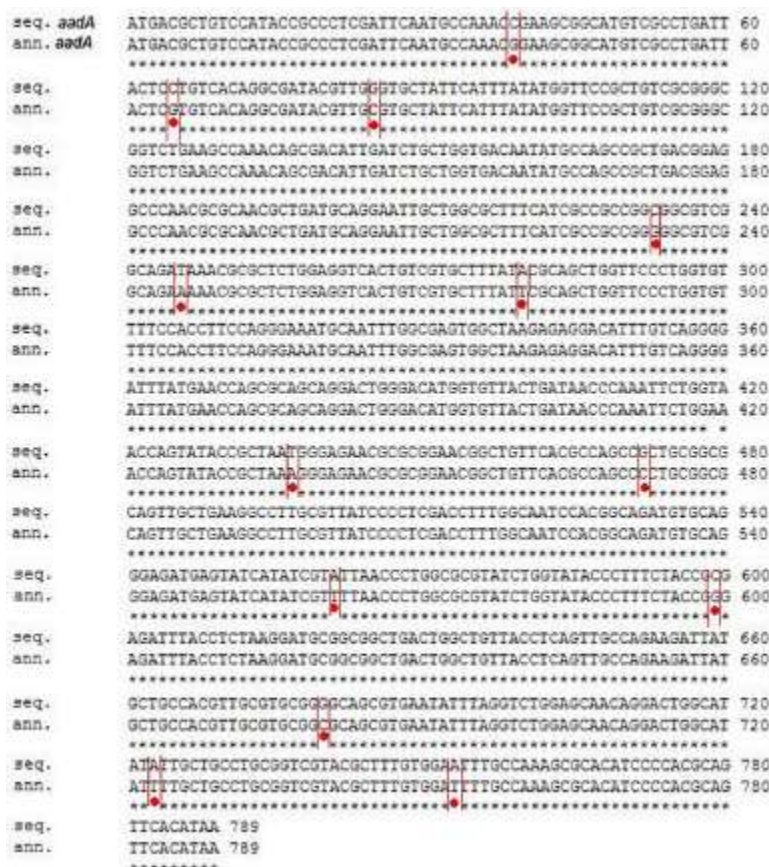 seq. aadA ATGACGCTGTCCATACCGCCCTCGATTCAATGCCAAACCGAAGCGGCATGTCGCCTGATT 60
ann. aadA ATGACGCTGTCCATACCGCCCTCGATTCAATGCCAAACGGAAGCGGCATGTCGCCTGATT 60
seq. ACTCCTGTCACAGGCGATACGTTGGGTGCTATTCATTTATATGGTTCCGCTGTCGCGGGC 120
ann. ACTCGTGTCACAGGCGATACGTTGCGTGCTATTCATTTATATGGTTCCGCTGTCGCGGGC 120
seq. GGTCTGAAGCCAAACAGCGACATTGATCTGCTGGTGACAATATGCCAGCCGCTGACGGAG 180
ann. GGTCTGAAGCCAAACAGCGACATTGATCTGCTGGTGACAATATGCCAGCCGCTGACGGAG 180
seq. GCCCAACGCGCAACGCTGATGCAGGAATTGCTGGCGCTTTCATCGCCGCCGGCGGCGTCG 240
ann. GCCCAACGCGCAACGCTGATGCAGGAATTGCTGGCGCTTTCATCGCCGCCGGGGGCGTCG 240
seq. GCAGATAAACGCGCTCTGGAGGTCACTGTCGTGCTTTATACGCAGCTGGTTCCCTGGTGT 300
ann. GCAGAAAAACGCGCTCTGGAGGTCACTGTCGTGCTTTATTCGCAGCTGGTTCCCTGGTGT 300
seq. TTTCCACCTTCCAGGGAAATGCAATTTGGCGAGTGGCTAAGAGAGGACATTTGTCAGGGG 360
ann. TTTCCACCTTCCAGGGAAATGCAATTTGGCGAGTGGCTAAGAGAGGACATTTGTCAGGGG 360
seq. ATTTATGAACCAGCGCAGCAGGACTGGGACATGGTGTTACTGATAACCCAAATTCTGGTA 420
ann. ATTTATGAACCAGCGCAGCAGGACTGGGACATGGTGTTACTGATAACCCAAATTCTGGAA 420
seq. ACCAGTATACCGCTAATGGGAGAACGCGCGGAACGGCTGTTCACGCCAGCCGCTGCGGCG 480
ann. ACCAGTATACCGCTAAAGGGAGAACGCGCGGAACGGCTGTTCACGCCAGCCCCTGCGGCG 480
seq. CAGTTGCTGAAGGCCTTGCGTTATCCCCTCGACCTTTGGCAATCCACGGCAGATGTGCAG 540
ann. CAGTTGCTGAAGGCCTTGCGTTATCCCCTCGACCTTTGGCAATCCACGGCAGATGTGCAG 540
seq. GGAGATGAGTATCATATCGTATTAACCCTGGCGCGTATCTGGTATACCCTTTCTACCGCG 600
ann. GGAGATGAGTATCATATCGTTTTAACCCTGGCGCGTATCTGGTATACCCTTTCTACCGGG 600
seq. AGATTTACCTCTAAGGATGCGGCGGCTGACTGGCTGTTACCTCAGTTGCCAGAAGATTAT 660
ann. AGATTTACCTCTAAGGATGCGGCGGCTGACTGGCTGTTACCTCAGTTGCCAGAAGATTAT 660
seq. GCTGCCACGTTGCGTGCGGGGCAGCGTGAATATTTAGGTCTGGAGCAACAGGACTGGCAT 720
ann. GCTGCCACGTTGCGTGCGGCGCAGCGTGAATATTTAGGTCTGGAGCAACAGGACTGGCAT 720
seq. ATATTGCTGCCTGCGGTCGTACGCTTTGTGGAATTTGCCAAAGCGCACATCCCCACGCAG 780
ann. ATTTTGCTGCCTGCGGTCGTACGCTTTGTGGATTTTGCCAAAGCGCACATCCCCACGCAG 780
seq. TTCACATAA 789
ann. TTCACATAA 789